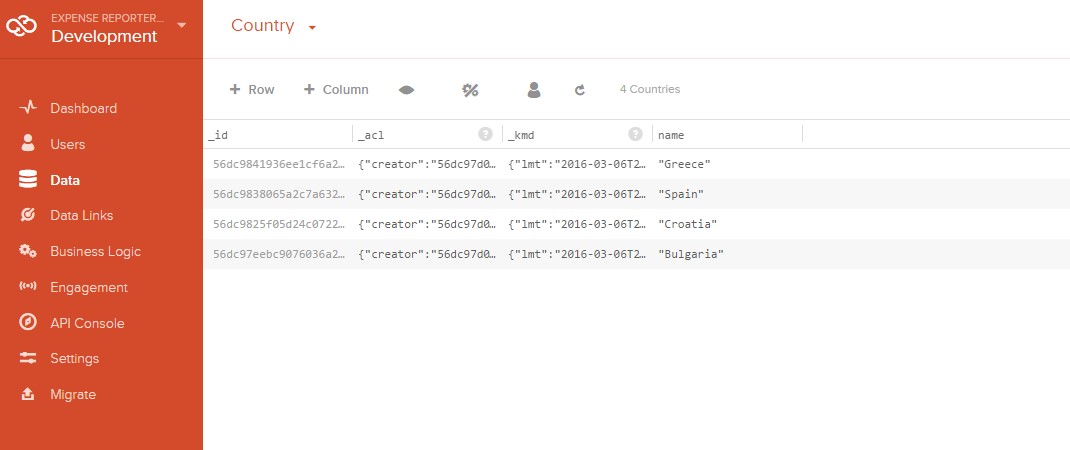 EXPENSE REPORTER...
Development
Dashboard
Users
Data
Data Links
Business Logic
Engagement
API Console
Settings
Migrate
Country
+ Row + Column 4 Countries
_id _acl ? _kmd ? name
56dc9841936ee1cf6a2… {"creator":"56dc97d0… {"lmt":"2016-03-06T2… "Greece"
56dc9838065a2c7a632… {"creator":"56dc97d0… {"lmt":"2016-03-06T2… "Spain"
56dc9825f05d24c0722… {"creator":"56dc97d0… {"lmt":"2016-03-06T2… "Croatia"
56dc97eebc9076036a2… {"creator":"56dc97d0… {"lmt":"2016-03-06T2… "Bulgaria"